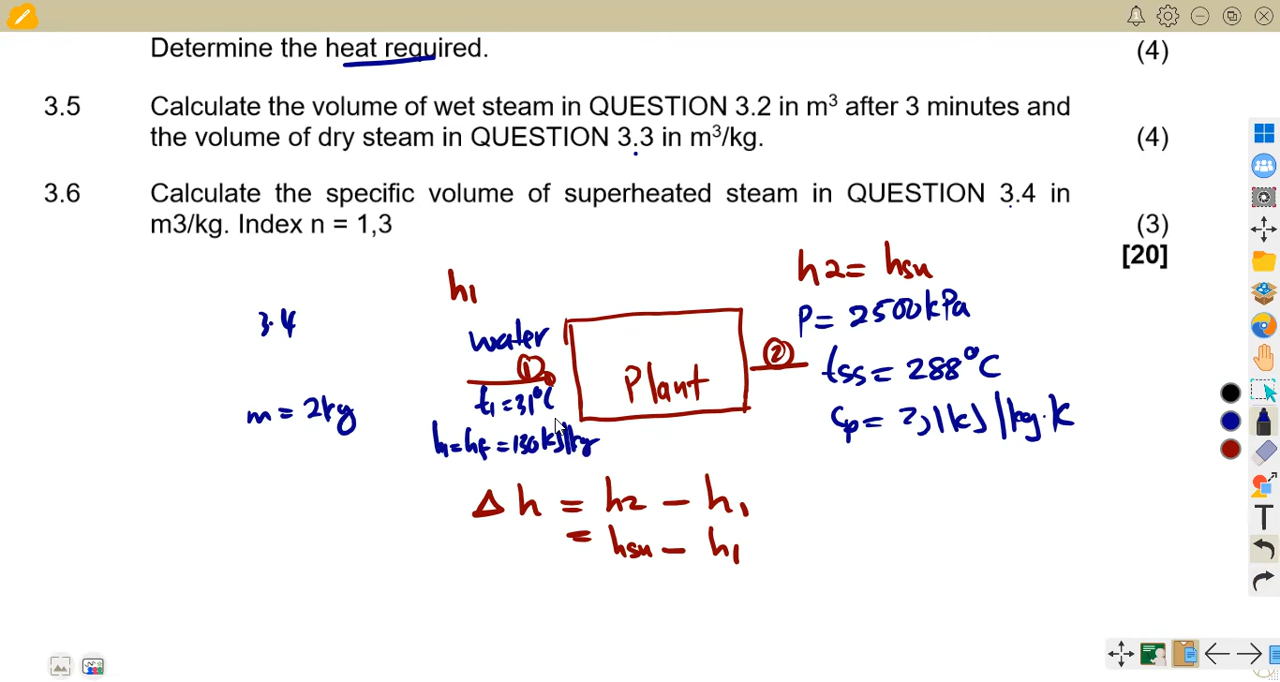 Determine the heat required. (4)
3.5 Calculate the volume of wet steam in QUESTION 3.2 in m³ after 3 minutes and
the volume of dry steam in QUESTION 3.3 in m³/kg. (4)
3.6 Calculate the specific volume of superheated steam in QUESTION 3.4 in
m3/kg. Index n = 1,3 (3)
[20]
h1
h2 = hsu
3.4
water
P = 2500kPa
①
Plant
②
tss = 288°C
m = 2kg
t1 = 31°C
cp = 2,1kJ/kg.K
h1 = hf = 130kJ/kg
Δh = h2 - h1
= hsu - h1
T